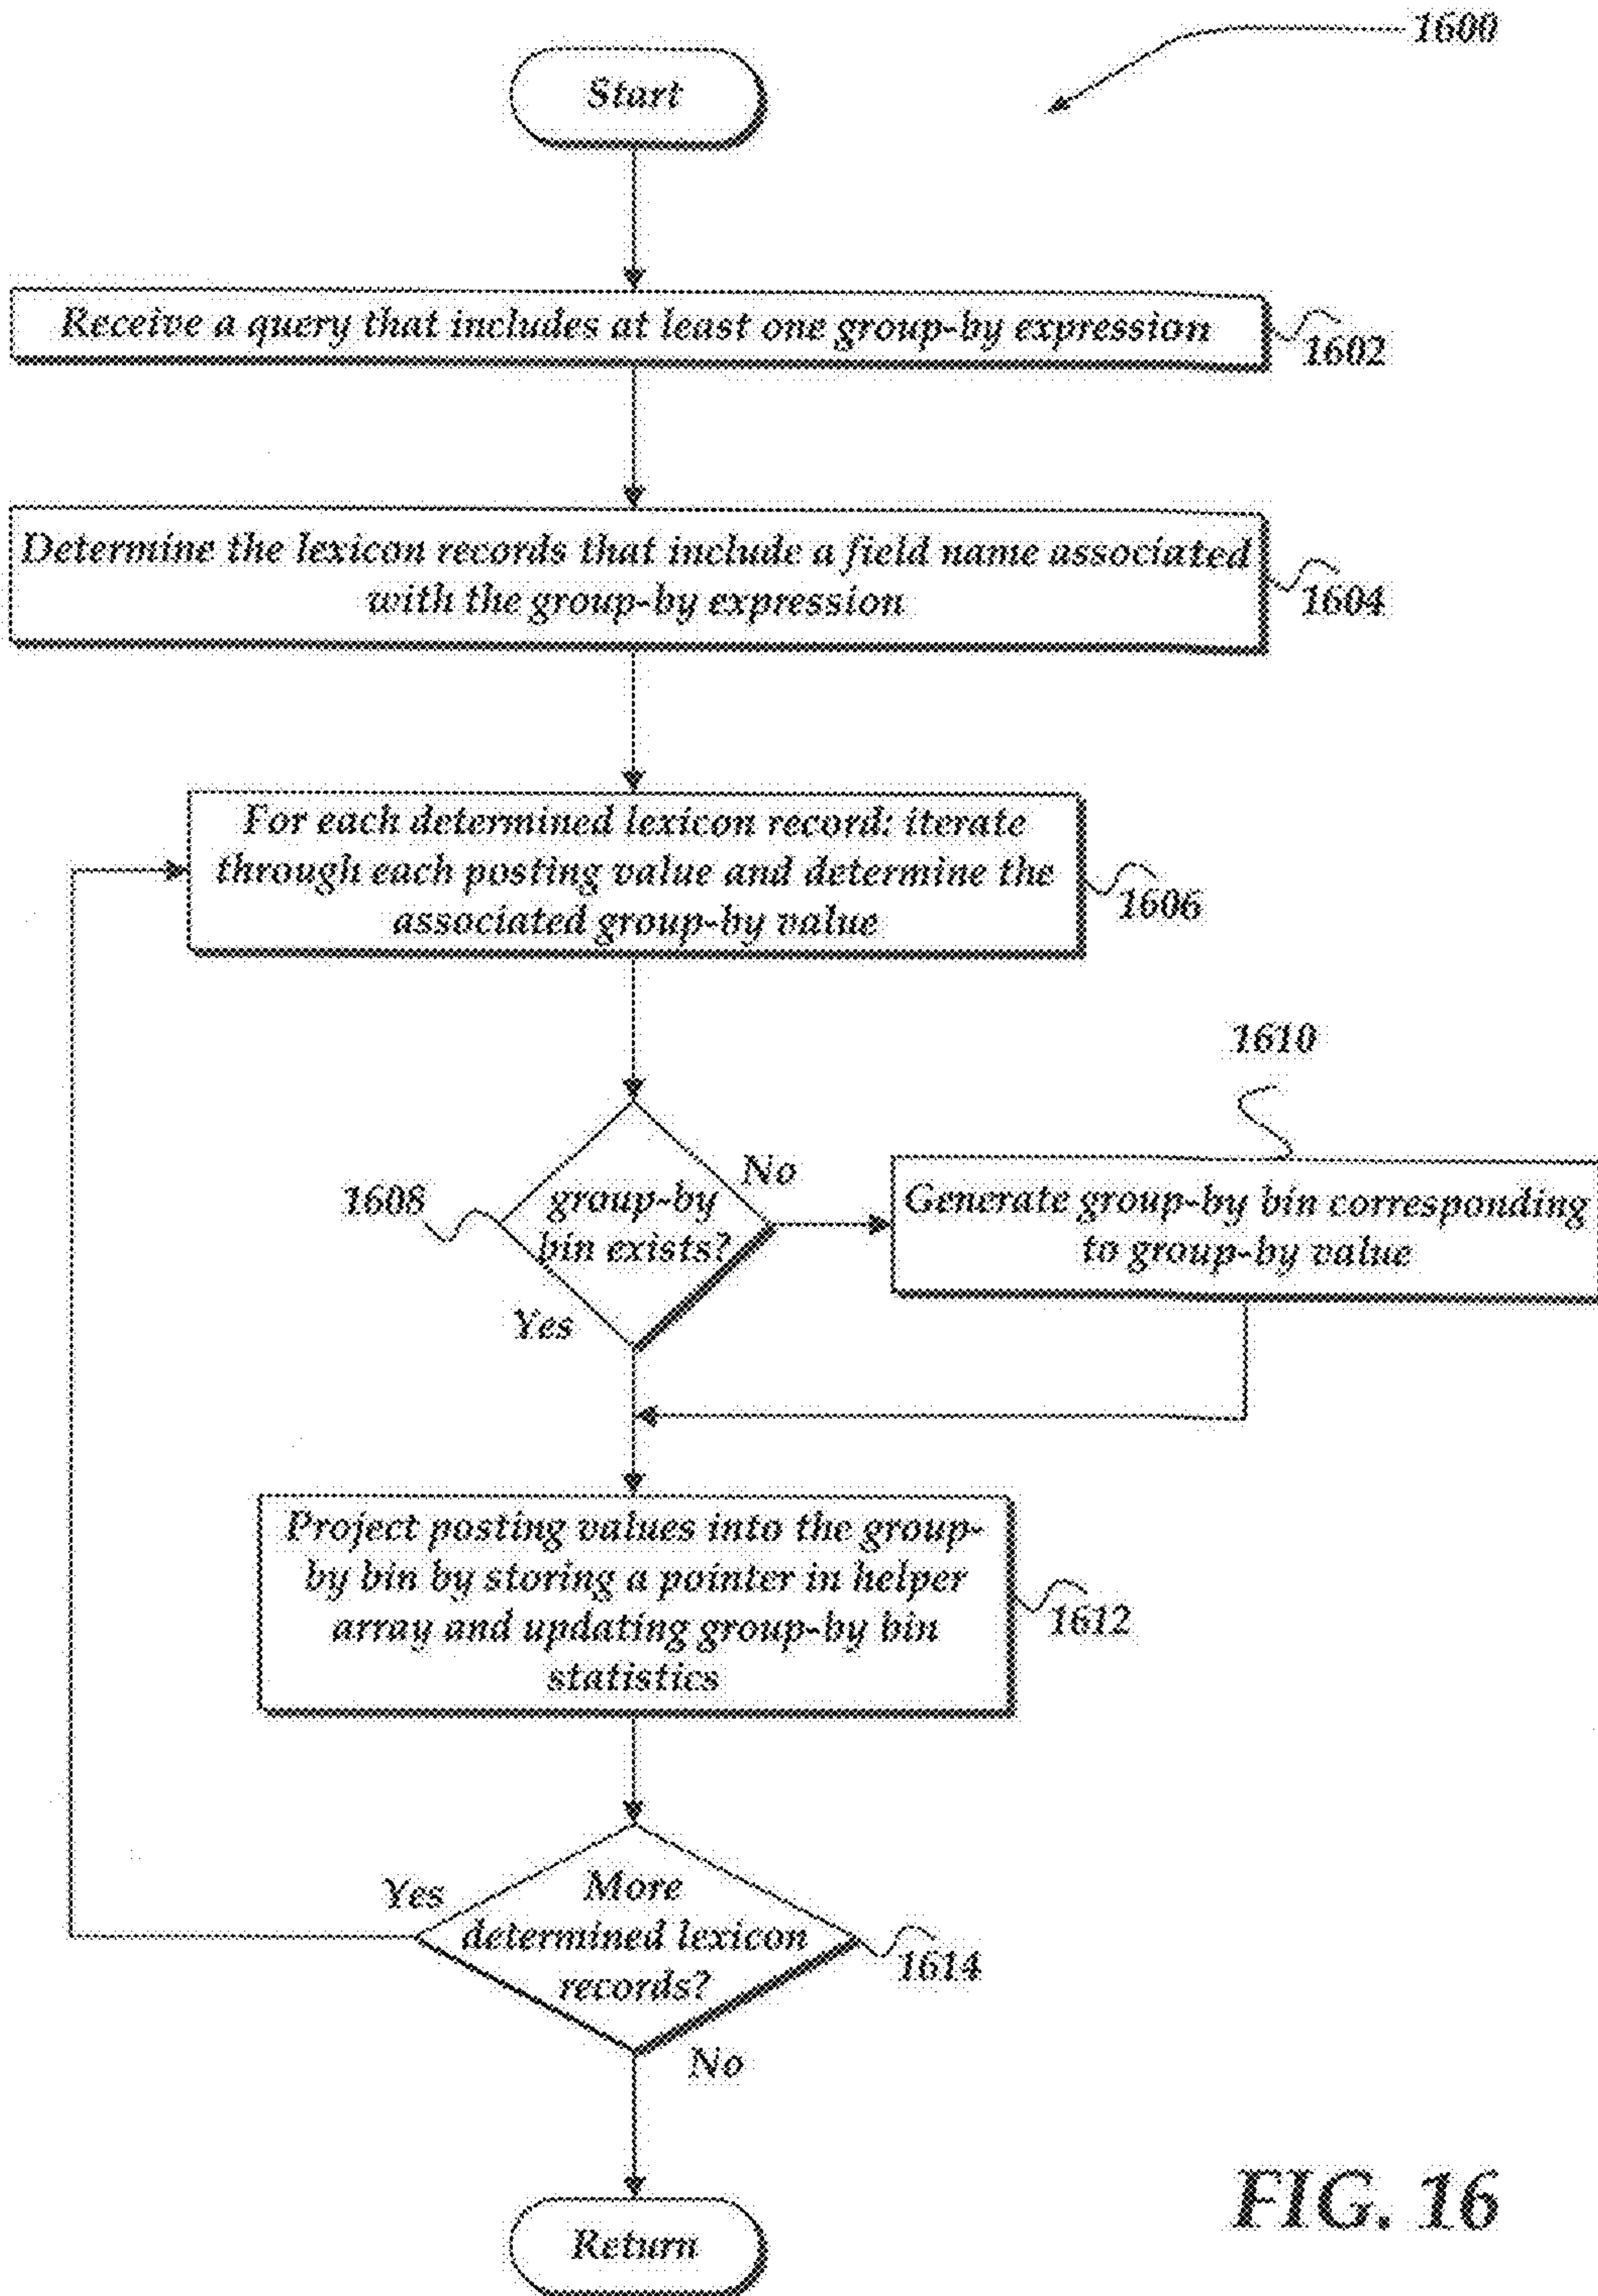 1600
Start
Receive a query that includes at least one group-by expression
1602
Determine the lexicon records that include a field name associated
with the group-by expression
1604
For each determined lexicon record: iterate
through each posting value and determine the
associated group-by value
1606
1610
No
1608
group-by
bin exists?
Generate group-by bin corresponding
to group-by value
Yes
Project posting values into the group-
by bin by storing a pointer in helper
array and updating group-by bin
statistics
1612
Yes
More
determined lexicon
records?
1614
No
Return
FIG. 16